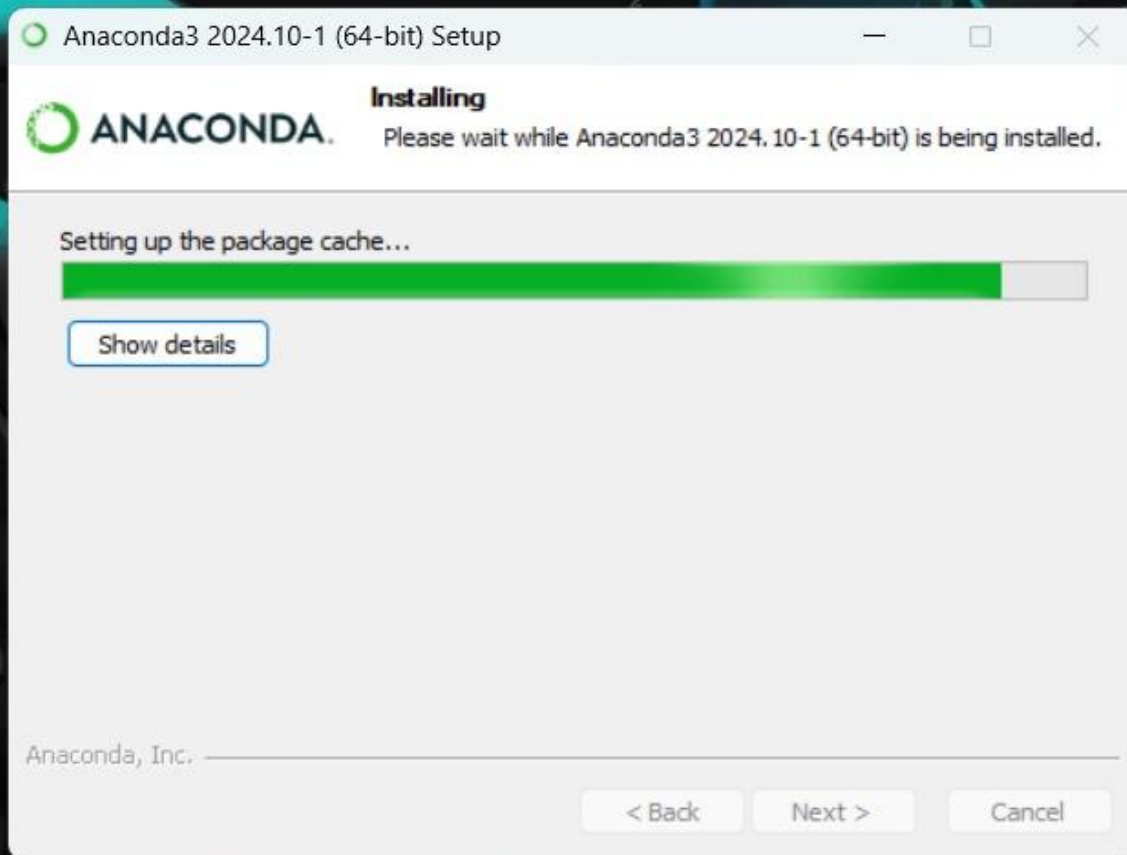 Anaconda3 2024.10-1 (64-bit) Setup
ANACONDA.
Installing
Please wait while Anaconda3 2024.10-1 (64-bit) is being installed.
Setting up the package cache...
Show details
Anaconda, Inc.
< Back
Next >
Cancel